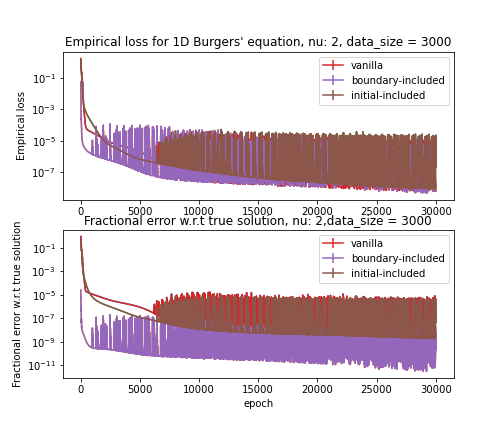 Empirical loss for 1D Burgers' equation, nu: 2, data_size = 3000
Empirical loss
10⁻¹
10⁻³
10⁻⁵
10⁻⁷
vanilla
boundary-included
initial-included
0 5000 10000 15000 20000 25000 30000
Fractional error w.r.t true solution, nu: 2,data_size = 3000
Fractional error w.r.t true solution
10⁻¹
10⁻³
10⁻⁵
10⁻⁷
10⁻⁹
10⁻¹¹
vanilla
boundary-included
initial-included
0 5000 10000 15000 20000 25000 30000
epoch